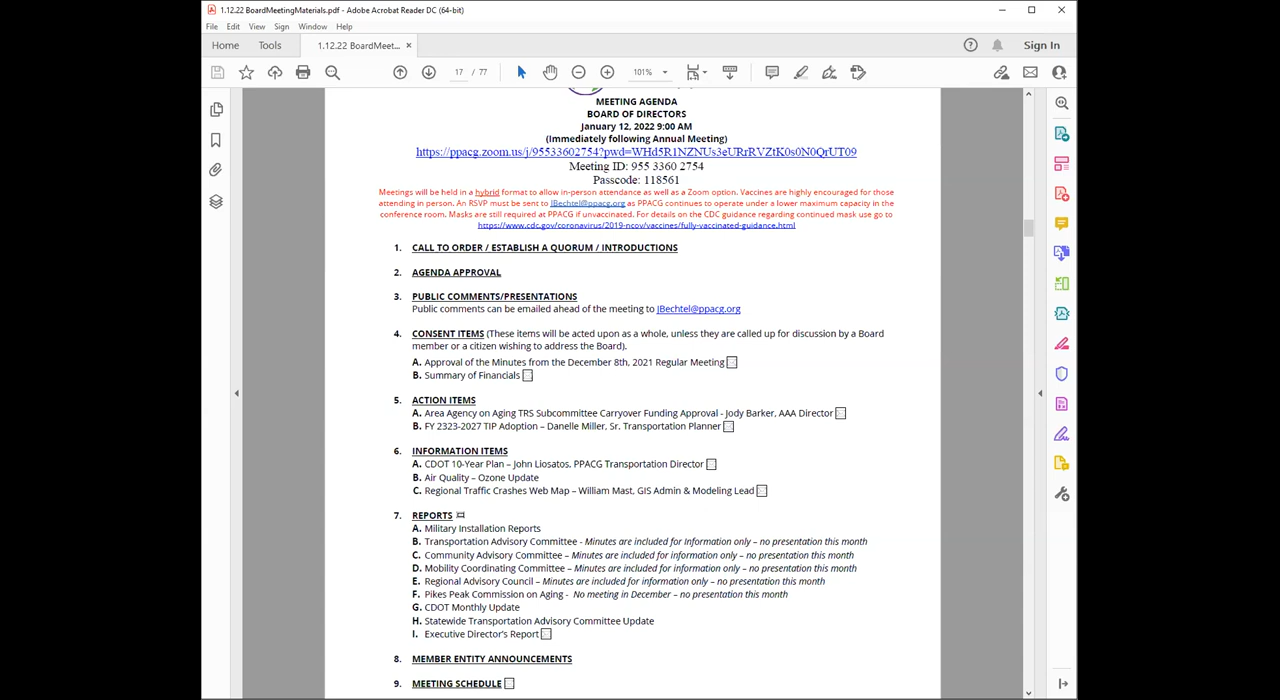 1.12.22 BoardMeetingMaterials.pdf - Adobe Acrobat Reader DC (64-bit)
File Edit View Sign Window Help
Home Tools 1.12.22 BoardMeet... × Sign In
17 / 77 101%
MEETING AGENDA
BOARD OF DIRECTORS
January 12, 2022 9:00 AM
(Immediately following Annual Meeting)
https://ppacg.zoom.us/j/95533602754?pwd=WHd5R1NZNUs3eURrRVZtK0s0N0QrUT09
Meeting ID: 955 3360 2754
Passcode: 118561
Meetings will be held in a hybrid format to allow in-person attendance as well as a Zoom option. Vaccines are highly encouraged for those
attending in person. An RSVP must be sent to JBechtel@ppacg.org as PPACG continues to operate under a lower maximum capacity in the
conference room. Masks are still required at PPACG if unvaccinated. For details on the CDC guidance regarding continued mask use go to
https://www.cdc.gov/coronavirus/2019-ncov/vaccines/fully-vaccinated-guidance.html
1. CALL TO ORDER / ESTABLISH A QUORUM / INTRODUCTIONS
2. AGENDA APPROVAL
3. PUBLIC COMMENTS/PRESENTATIONS
Public comments can be emailed ahead of the meeting to JBechtel@ppacg.org
4. CONSENT ITEMS (These items will be acted upon as a whole, unless they are called up for discussion by a Board
member or a citizen wishing to address the Board).
A. Approval of the Minutes from the December 8th, 2021 Regular Meeting
B. Summary of Financials
5. ACTION ITEMS
A. Area Agency on Aging TRS Subcommittee Carryover Funding Approval - Jody Barker, AAA Director
B. FY 2323-2027 TIP Adoption – Danelle Miller, Sr. Transportation Planner
6. INFORMATION ITEMS
A. CDOT 10-Year Plan – John Liosatos, PPACG Transportation Director
B. Air Quality – Ozone Update
C. Regional Traffic Crashes Web Map – William Mast, GIS Admin & Modeling Lead
7. REPORTS
A. Military Installation Reports
B. Transportation Advisory Committee - Minutes are included for information only – no presentation this month
C. Community Advisory Committee – Minutes are included for information only – no presentation this month
D. Mobility Coordinating Committee – Minutes are included for information only – no presentation this month
E. Regional Advisory Council – Minutes are included for information only – no presentation this month
F. Pikes Peak Commission on Aging - No meeting in December – no presentation this month
G. CDOT Monthly Update
H. Statewide Transportation Advisory Committee Update
I. Executive Director's Report
8. MEMBER ENTITY ANNOUNCEMENTS
9. MEETING SCHEDULE